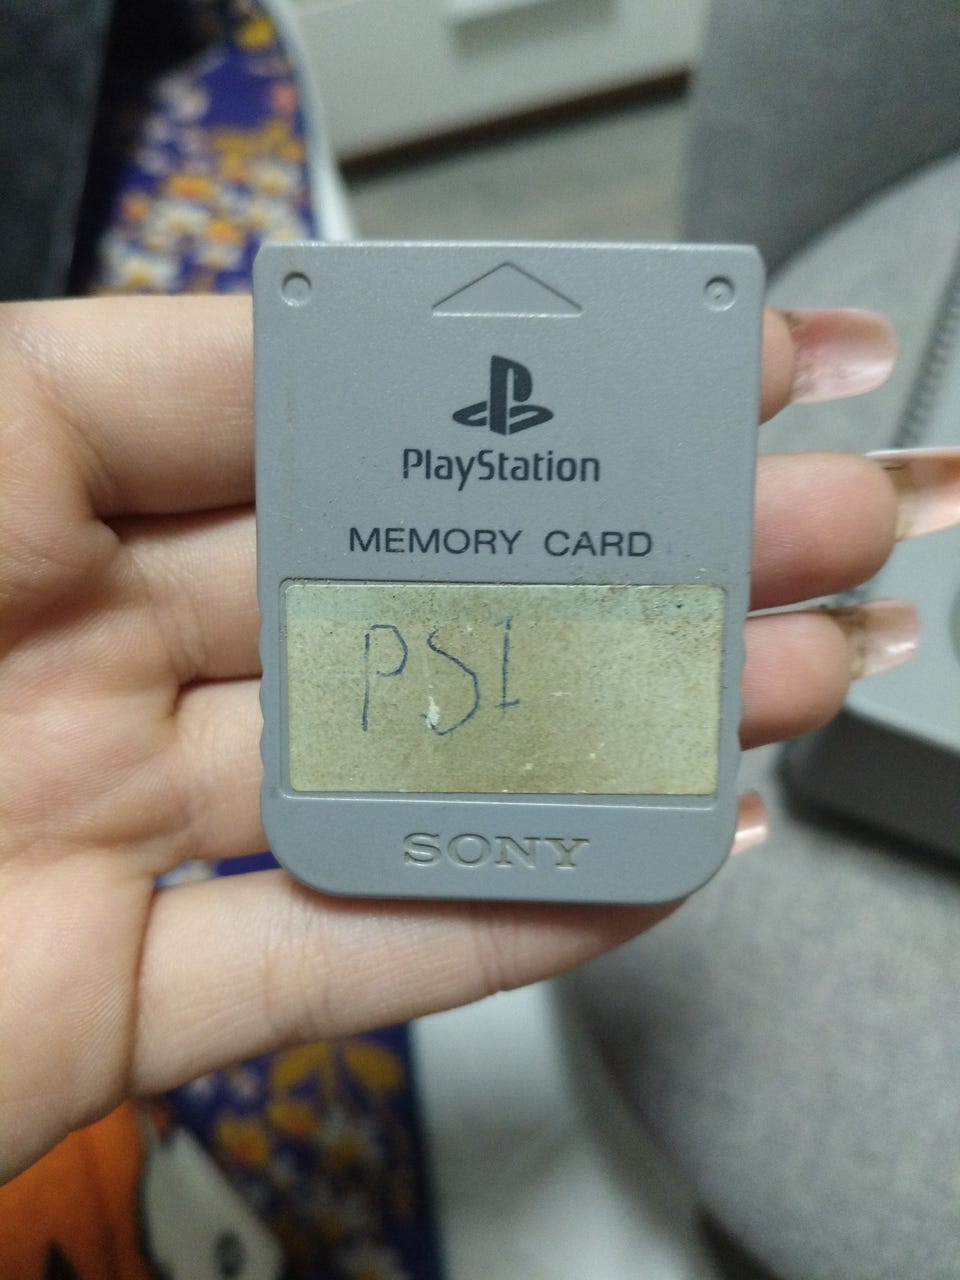 PlayStation
MEMORY CARD
PS1
SONY